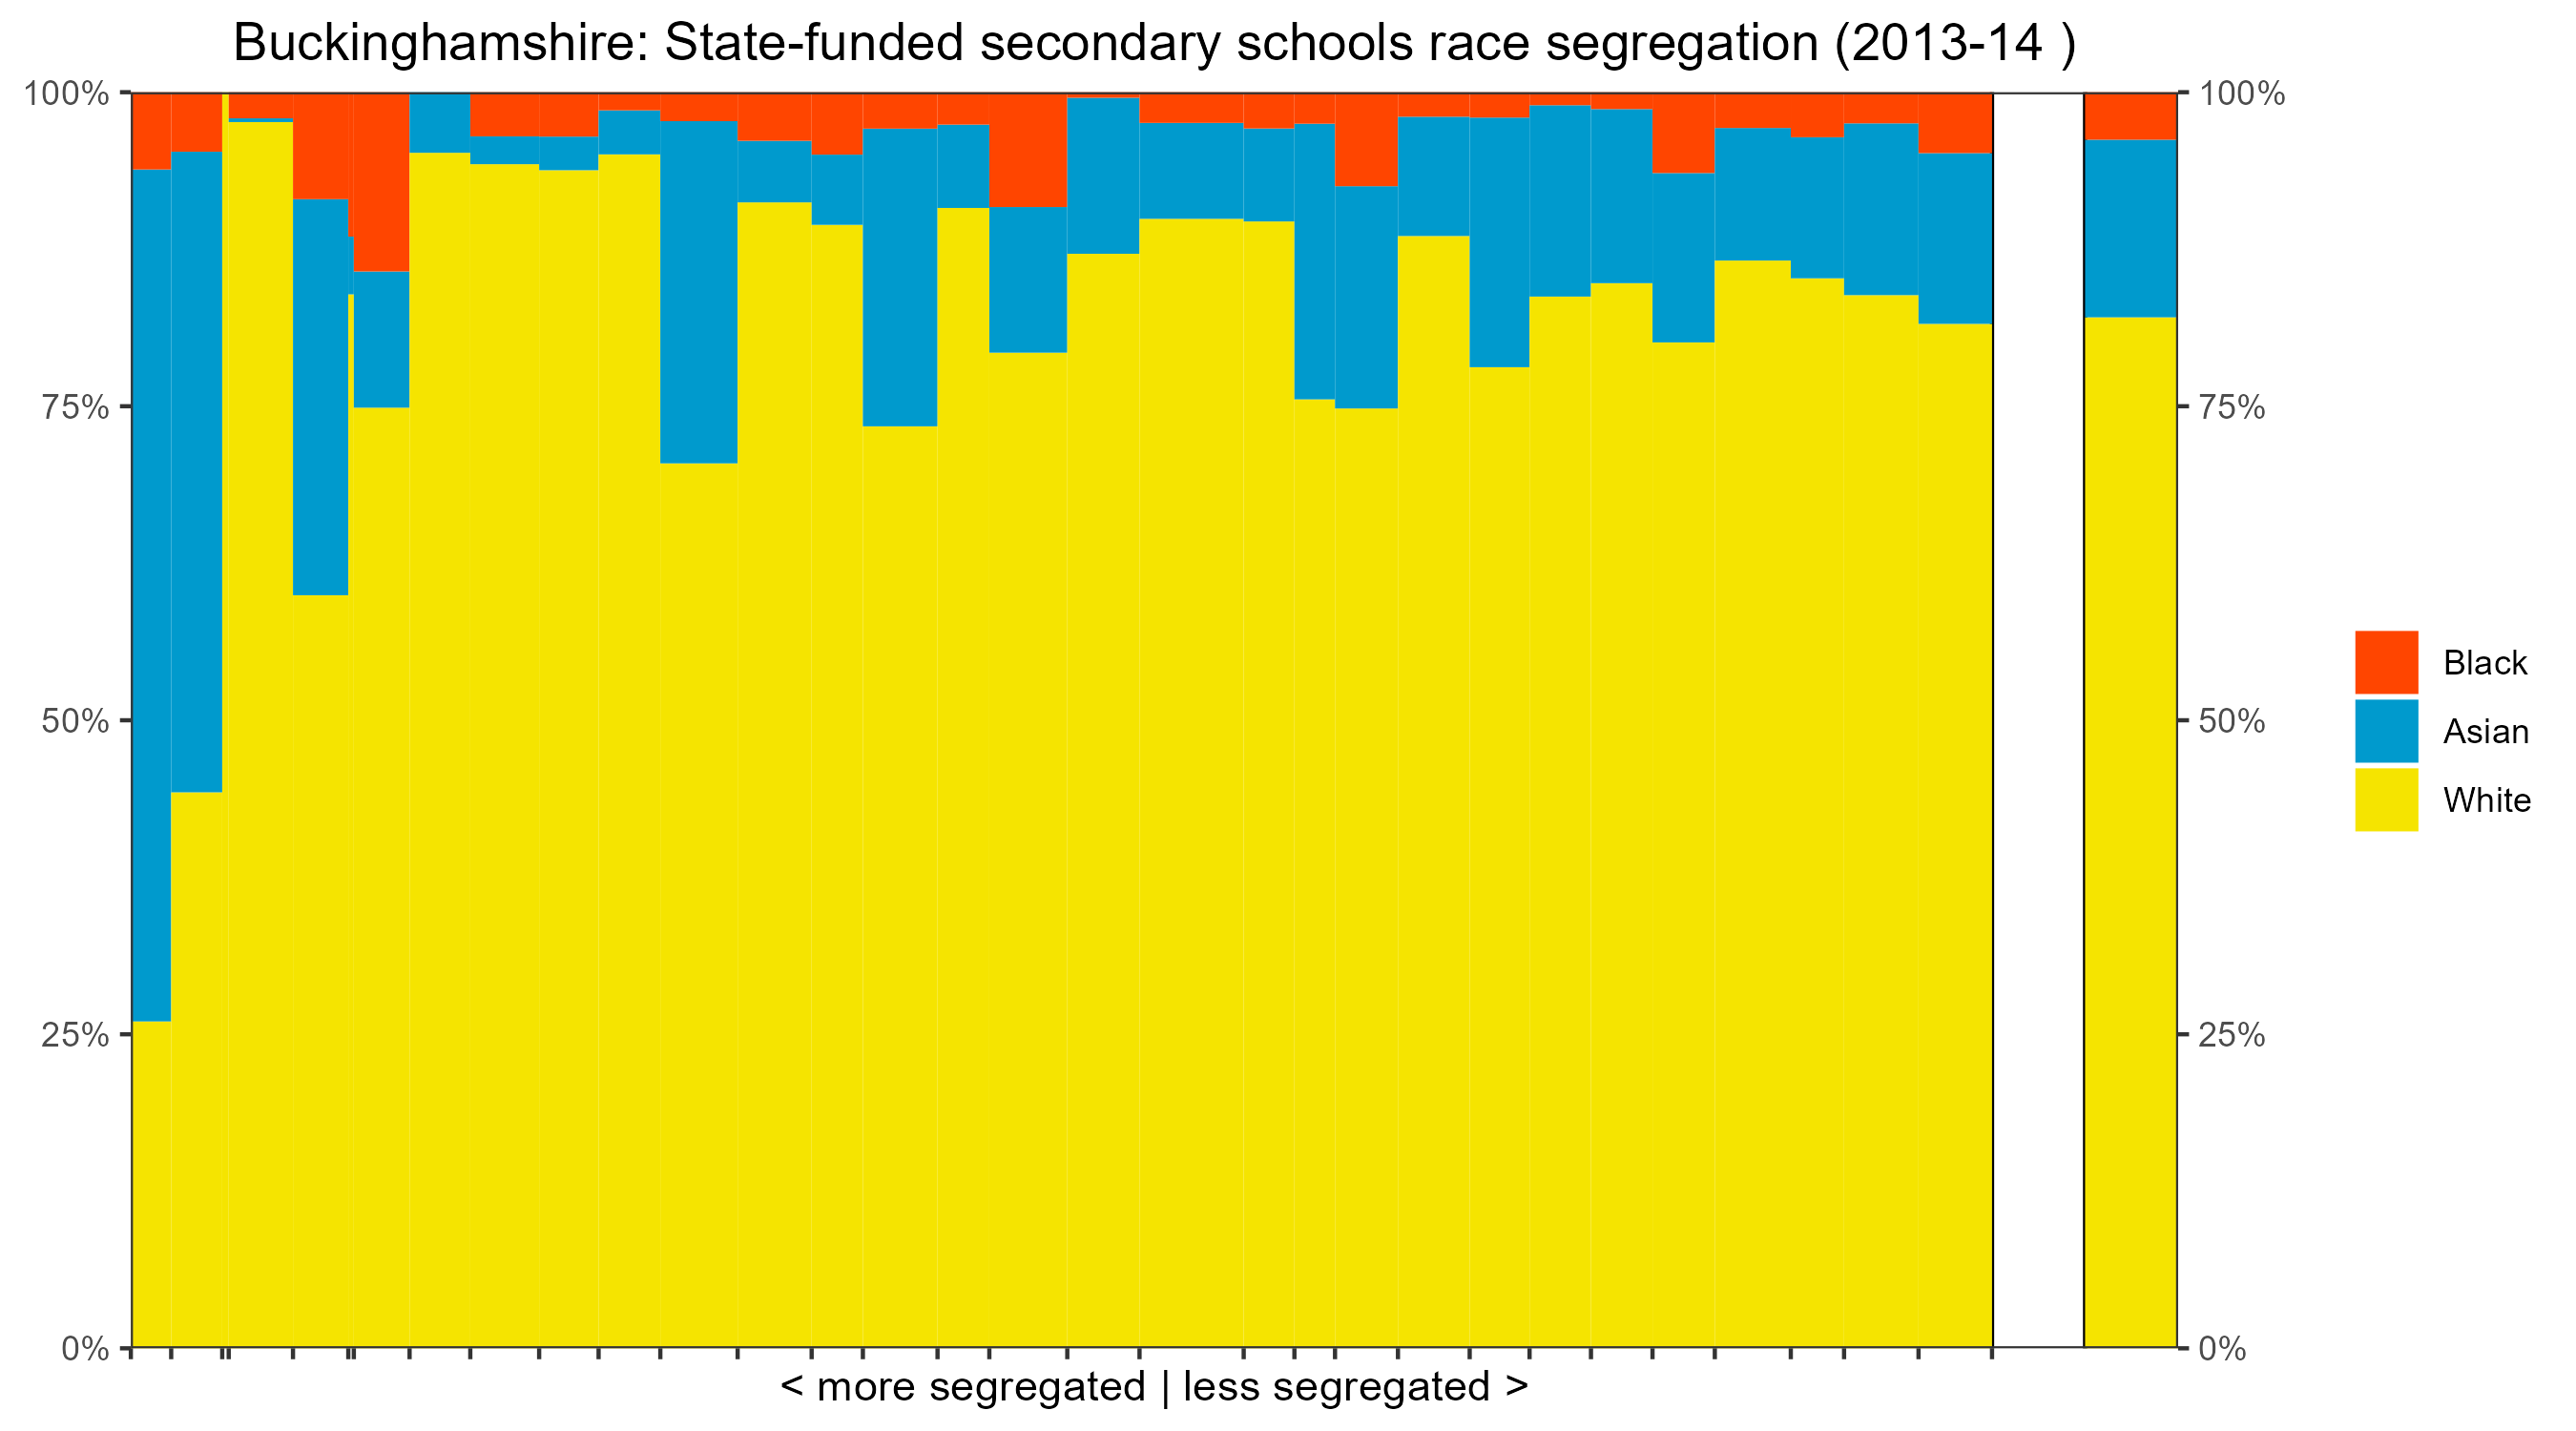 Buckinghamshire: State-funded secondary schools race segregation (2013-14 )
100%
75%
50%
25%
0%
100%
75%
50%
25%
0%
Black
Asian
White
< more segregated | less segregated >